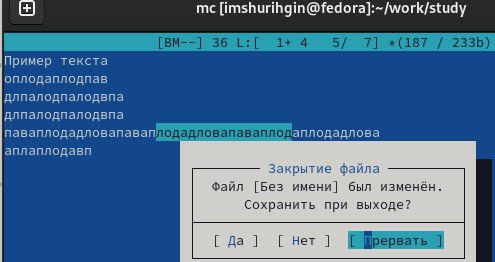 mc [imshurihgin@fedora]:~/work/study
[BM--] 36 L:[ 1+ 4 5/ 7] *(187 / 233b)
Пример текста
оплодаплодпав
длпалодпалодвпа
длпалодпалодвпа
паваплодадловапаваплодадловапаваплодаплодадлова
аплаплодавп
Закрытие файла
Файл [Без имени] был изменён.
Сохранить при выходе?
[ Да ] [ Нет ] [ Прервать ]